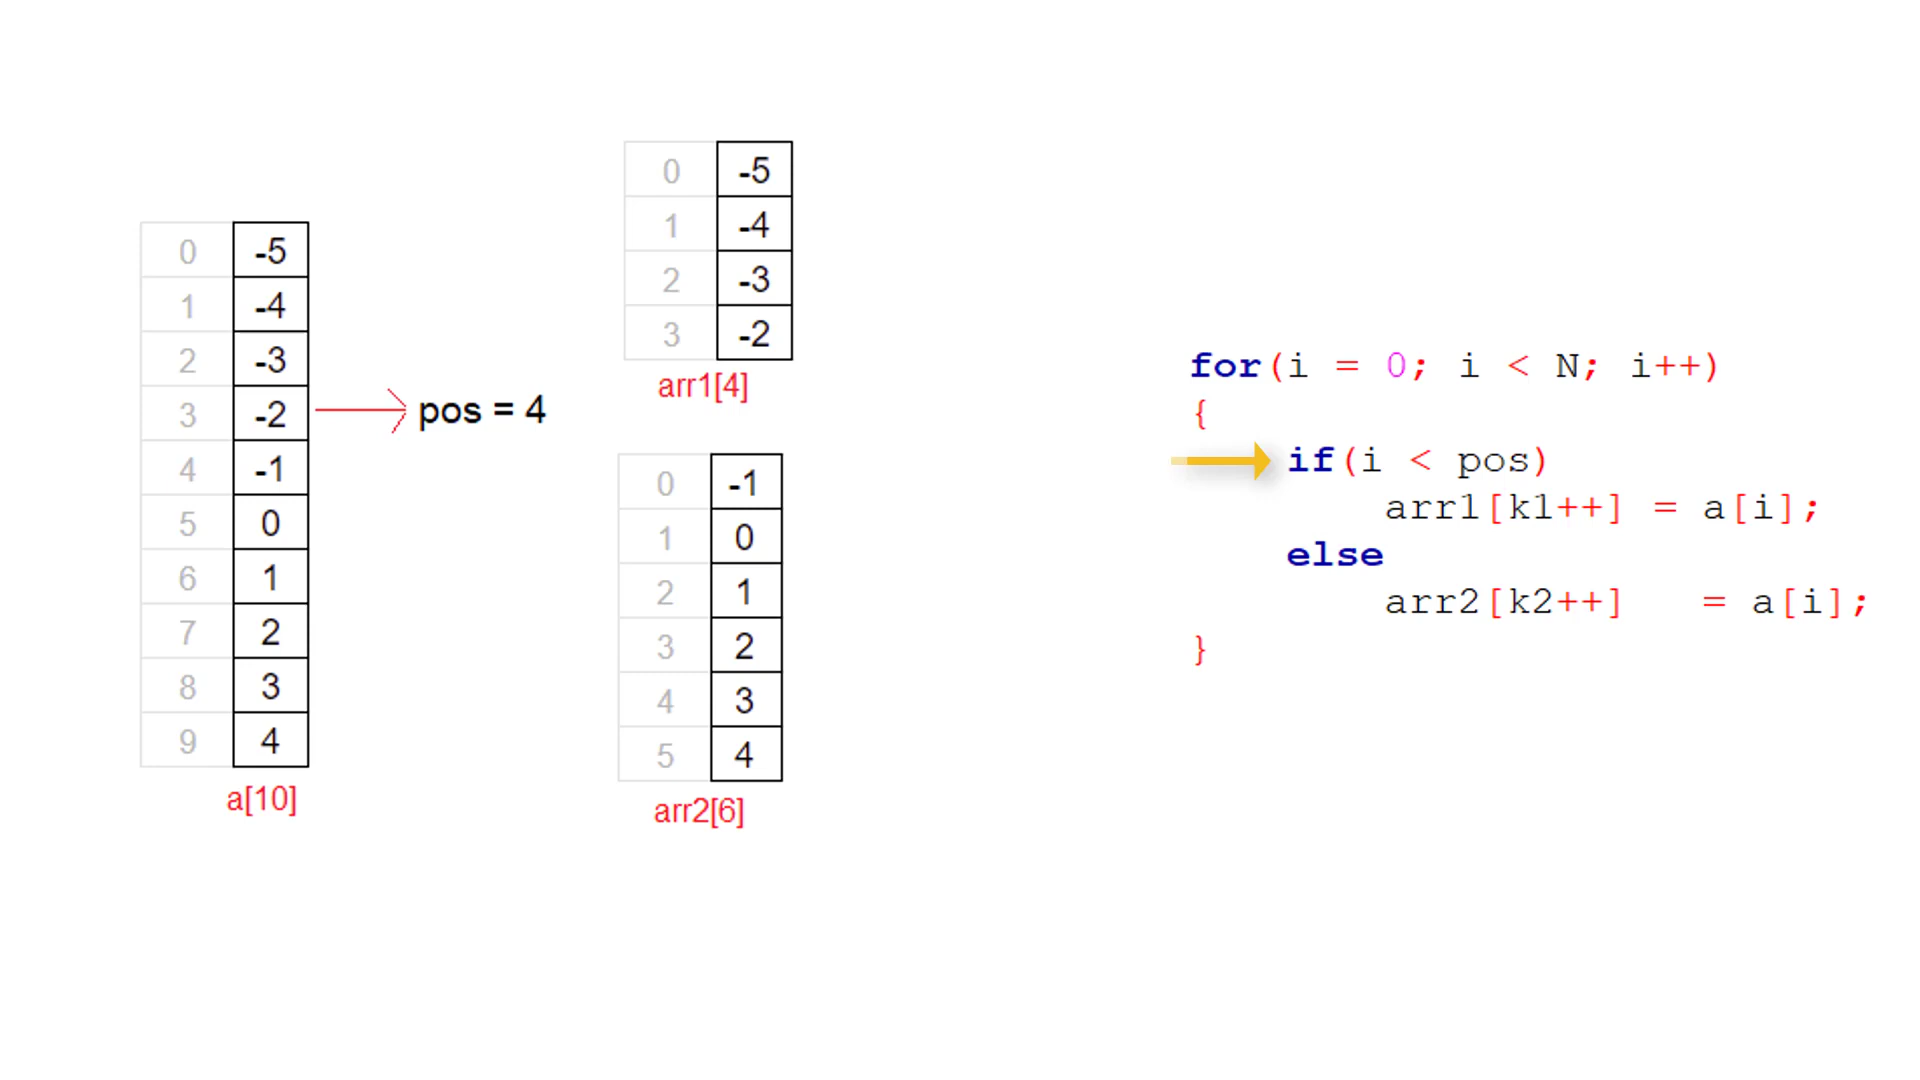 0 -5
1 -4
2 -3
3 -2
4 -1
5 0
6 1
7 2
8 3
9 4
a[10]
pos = 4
0 -5
1 -4
2 -3
3 -2
arr1[4]
0 -1
1 0
2 1
3 2
4 3
5 4
arr2[6]
for(i = 0; i < N; i++)
{
if(i < pos)
arr1[k1++] = a[i];
else
arr2[k2++] = a[i];
}